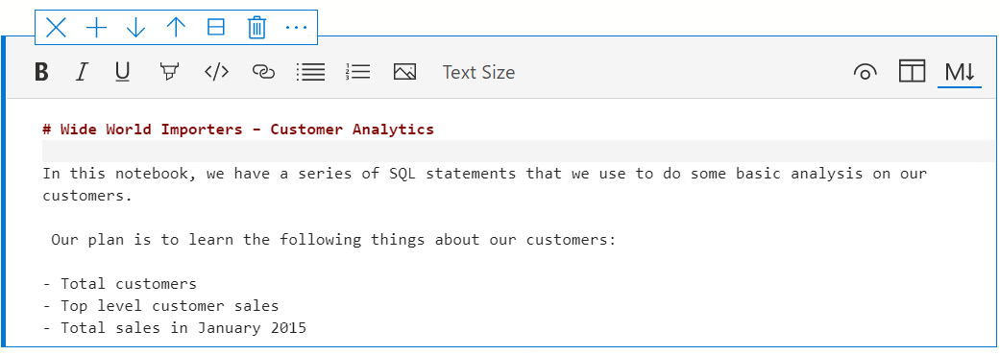 B I U </> Text Size M↓
# Wide World Importers – Customer Analytics
In this notebook, we have a series of SQL statements that we use to do some basic analysis on our
customers.
Our plan is to learn the following things about our customers:
- Total customers
- Top level customer sales
- Total sales in January 2015